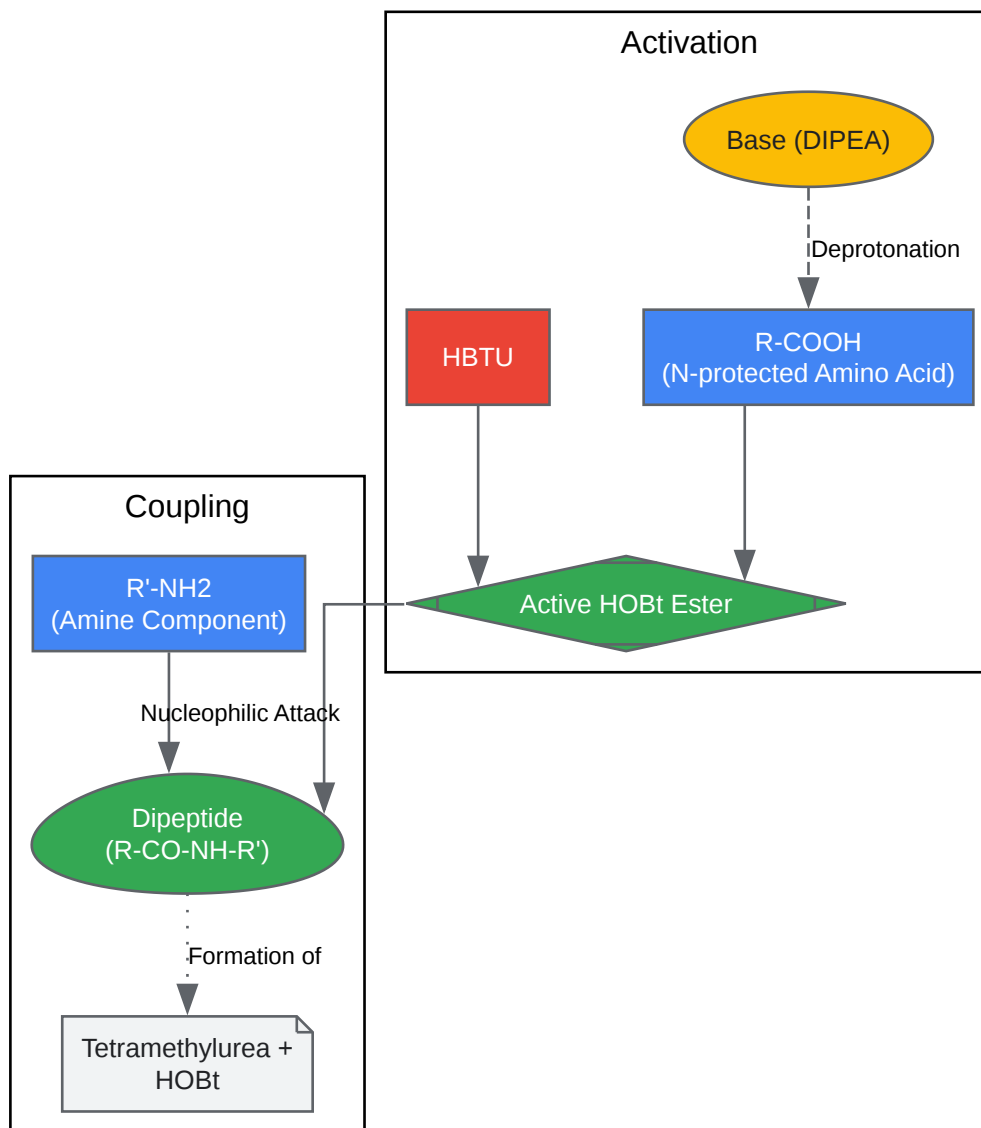 Activation
Base (DIPEA)
Deprotonation
HBTU
R-COOH
(N-protected Amino Acid)
Active HOBt Ester
Coupling
R'-NH2
(Amine Component)
Nucleophilic Attack
Dipeptide
(R-CO-NH-R')
Formation of
Tetramethylurea +
HOBt